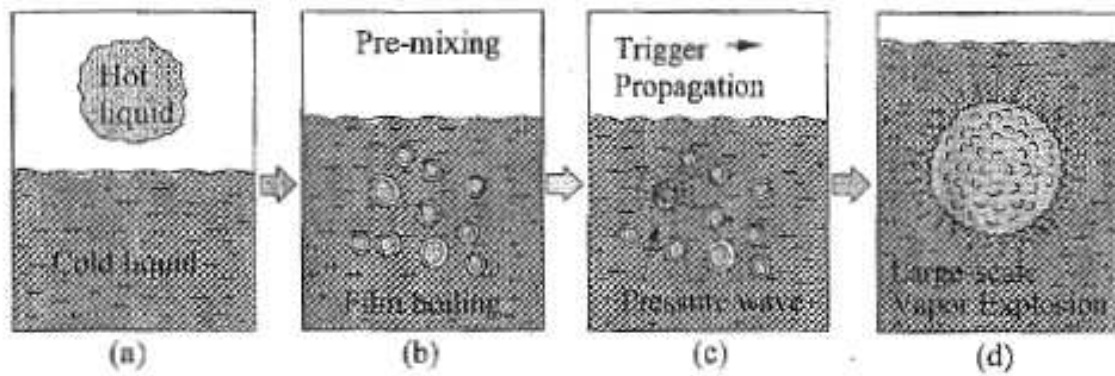 Hot
liquid
Cold liquid
(a)
Pre-mixing
Film boiling
(b)
Trigger
Propagation
Pressure wave
(c)
Large-scale
Vapor Explosion
(d)